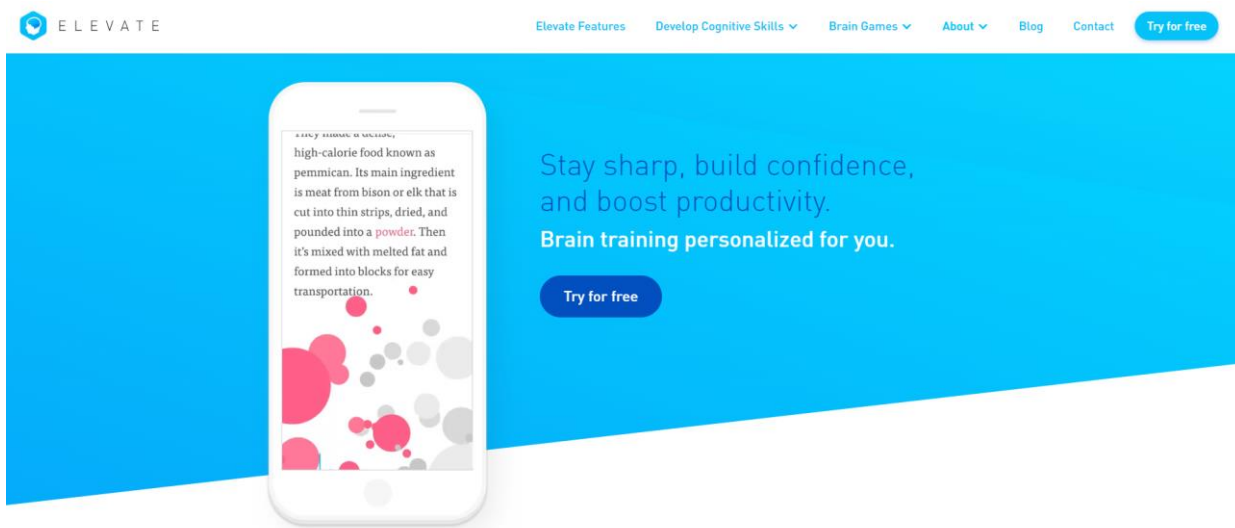 ELEVATE
Elevate Features
Develop Cognitive Skills
Brain Games
About
Blog
Contact
Try for free
They made a dense,
high-calorie food known as
pemmican. Its main ingredient
is meat from bison or elk that is
cut into thin strips, dried, and
pounded into a powder. Then
it's mixed with melted fat and
formed into blocks for easy
transportation.
Stay sharp, build confidence,
and boost productivity.
Brain training personalized for you.
Try for free